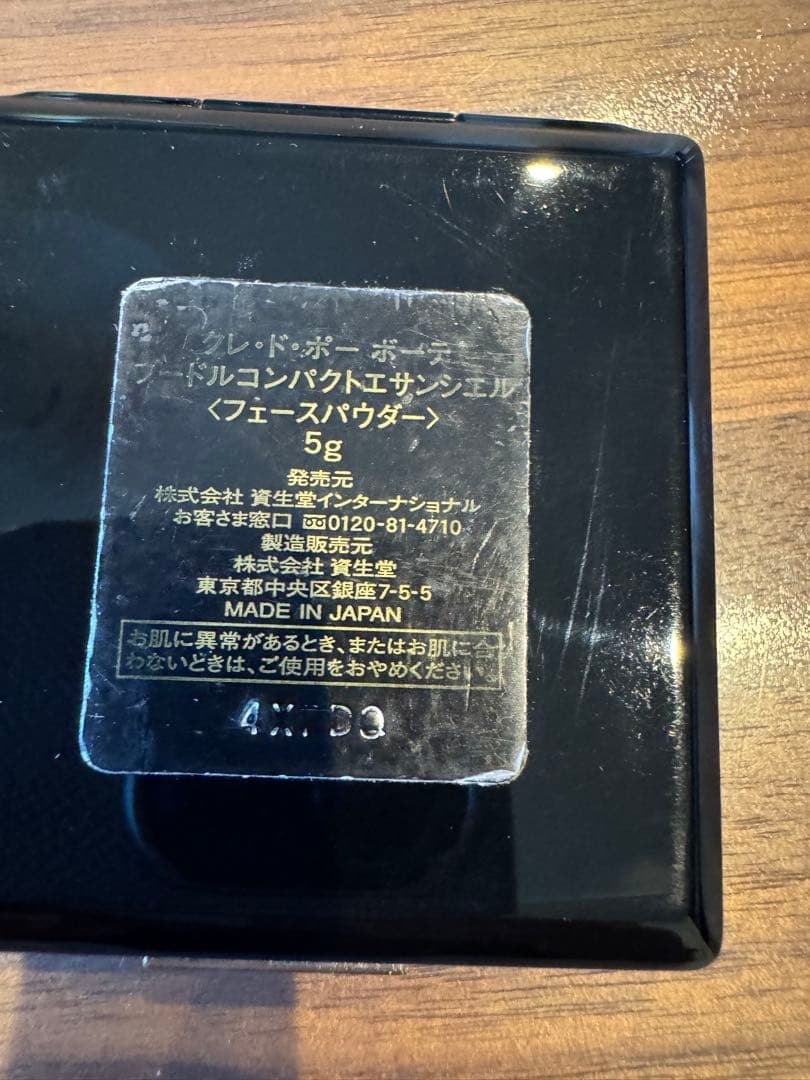 クレ・ド・ポー ボーテ
プードルコンパクトエサンシエル
〈フェースパウダー〉
5g
発売元
株式会社 資生堂インターナショナル
お客さま窓口 0120-81-4710
製造販売元
株式会社 資生堂
東京都中央区銀座7-5-5
MADE IN JAPAN
お肌に異常があるとき、またはお肌に合
わないときは、ご使用をおやめください。